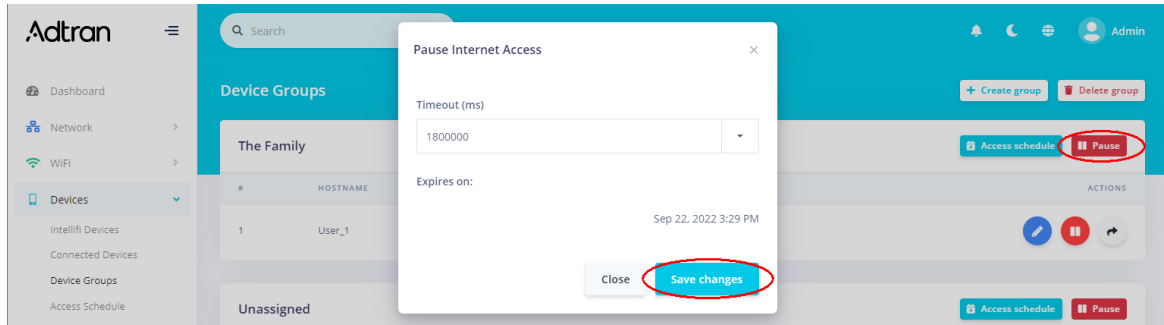 Adtran
Search
Admin
Pause Internet Access
Dashboard
Device Groups
+ Create group
Delete group
Timeout (ms)
Network
1800000
The Family
Access schedule
Pause
WiFi
Expires on:
# HOSTNAME ACTIONS
Devices
Sep 22, 2022 3:29 PM
Intellifi Devices
1 User_1
Connected Devices
Device Groups
Close
Save changes
Access Schedule
Unassigned
Access schedule
Pause